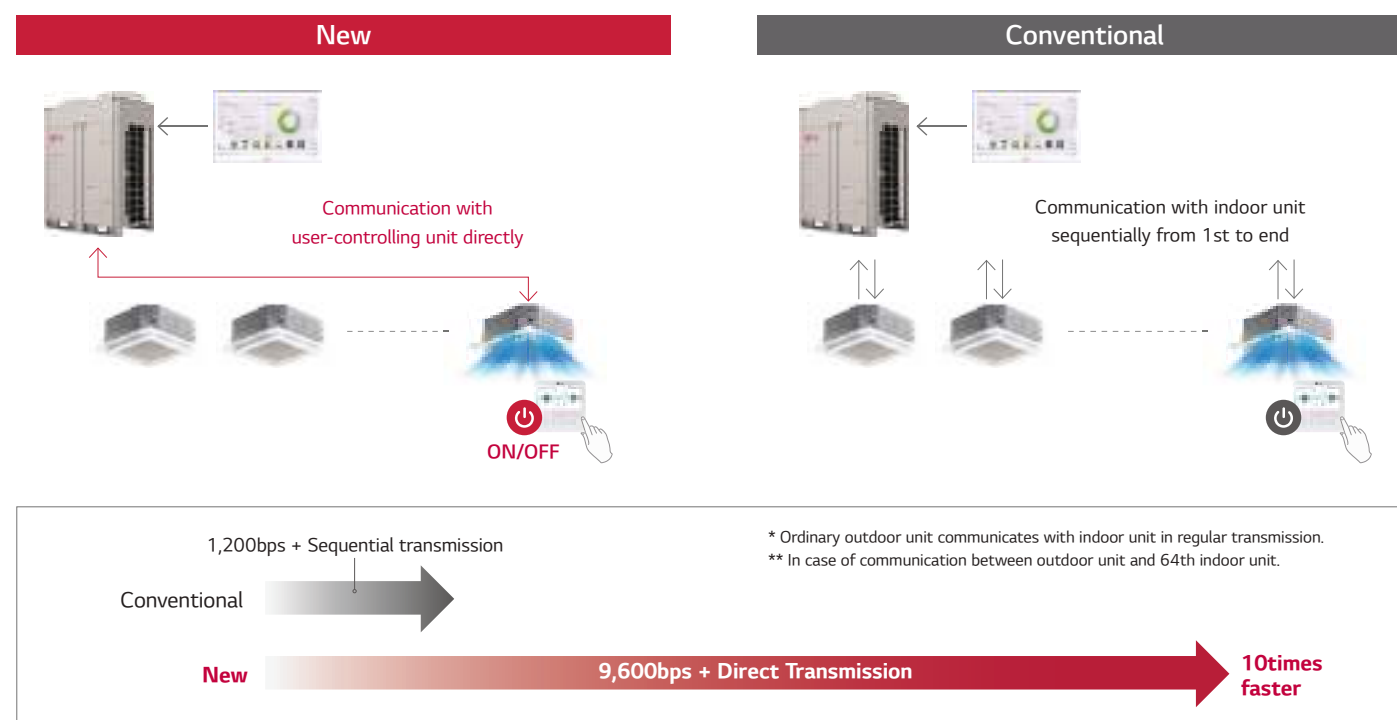 New
Communication with
user-controlling unit directly
ON/OFF
Conventional
Communication with indoor unit
sequentially from 1st to end
1,200bps + Sequential transmission
Conventional
New
9,600bps + Direct Transmission
10times
faster
* Ordinary outdoor unit communicates with indoor unit in regular transmission.
** In case of communication between outdoor unit and 64th indoor unit.